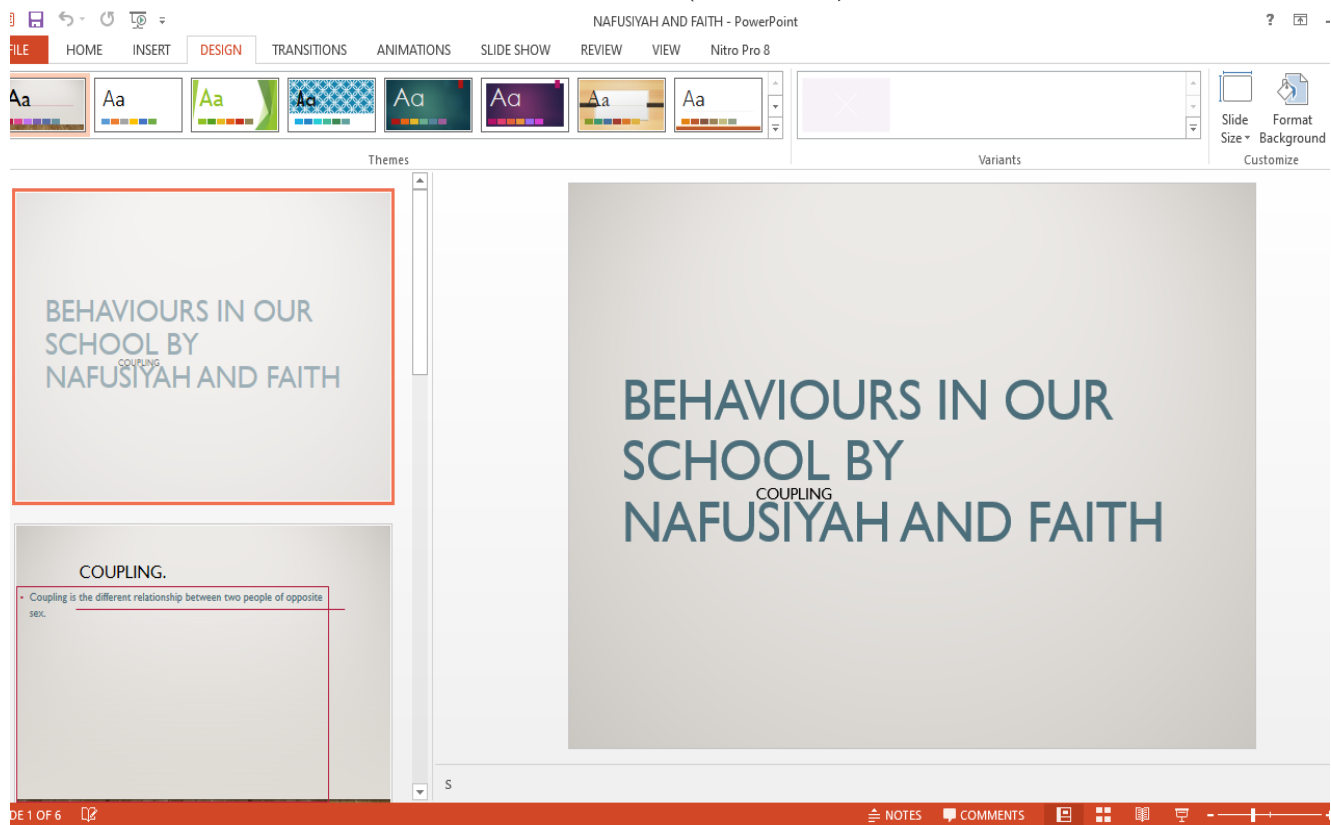 NAFUSIYAH AND FAITH - PowerPoint
?
HOME INSERT DESIGN TRANSITIONS ANIMATIONS SLIDE SHOW REVIEW VIEW Nitro Pro 8
Aa Aa Aa Aa Aa Aa Aa Aa
Slide Size
Format Background
Themes
Variants
Customize
BEHAVIOURS IN OUR
SCHOOL BY
COUPLING
NAFUSIYAH AND FAITH
COUPLING.
• Coupling is the different relationship between two people of opposite
sex.
BEHAVIOURS IN OUR
SCHOOL BY
COUPLING
NAFUSIYAH AND FAITH
S
1 OF 6
NOTES COMMENTS